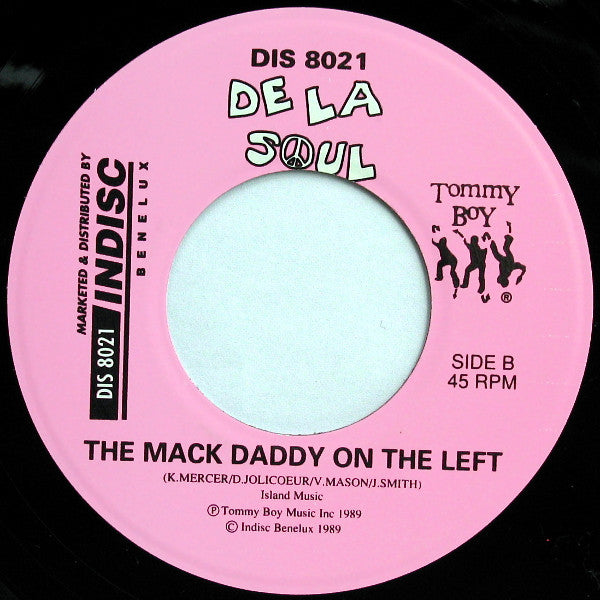 DIS 8021
DE LA
SOUL
MARKETED & DISTRIBUTED BY
INDISC
BENELUX
DIS 8021
Tommy
BOY
®
SIDE B
45 RPM
THE MACK DADDY ON THE LEFT
(K.MERCER/D.JOLICOEUR/V.MASON/J.SMITH)
Island Music
℗ Tommy Boy Music Inc 1989
© Indisc Benelux 1989